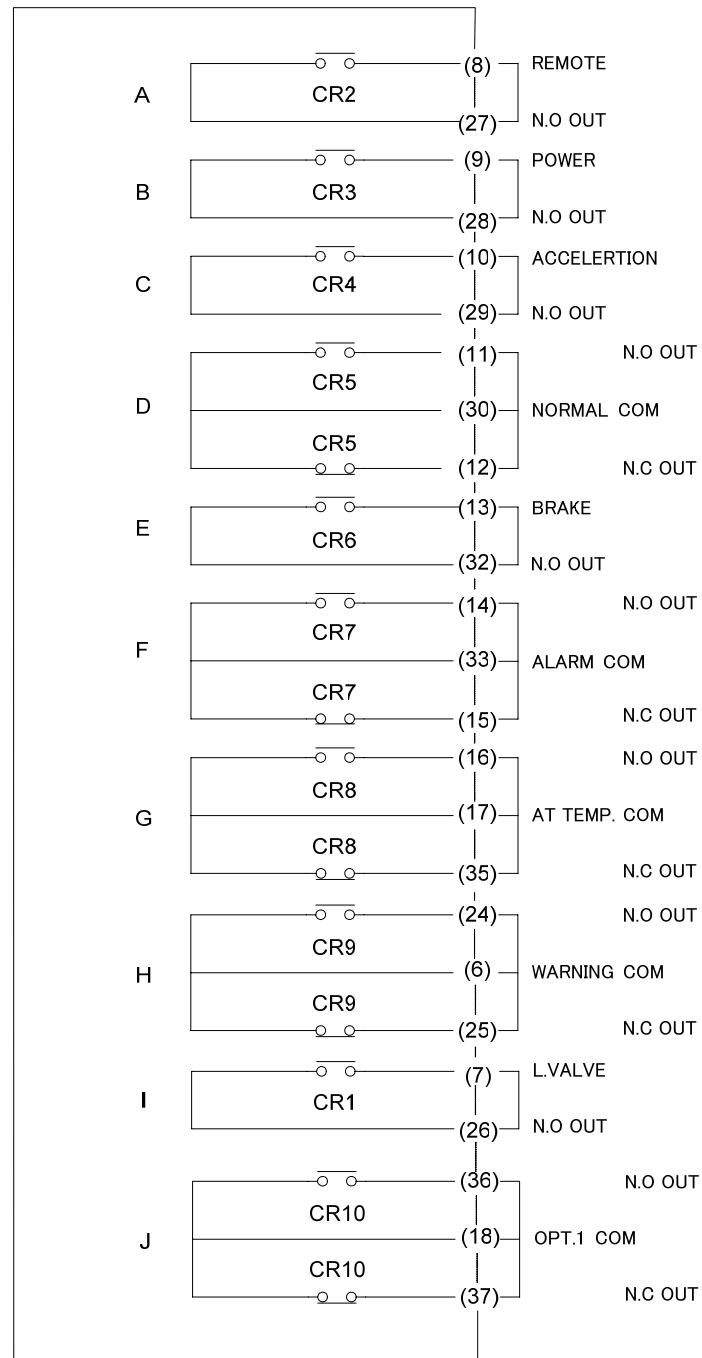 (8) REMOTE
A CR2
(27) N.O OUT
(9) POWER
B CR3
(28) N.O OUT
(10) ACCELERTION
C CR4
(29) N.O OUT
(11) N.O OUT
CR5
D (30) NORMAL COM
CR5
(12) N.C OUT
(13) BRAKE
E CR6
(32) N.O OUT
(14) N.O OUT
CR7
F (33) ALARM COM
CR7
(15) N.C OUT
(16) N.O OUT
CR8
G (17) AT TEMP. COM
CR8
(35) N.C OUT
(24) N.O OUT
CR9
H (6) WARNING COM
CR9
(25) N.C OUT
(7) L.VALVE
I CR1
(26) N.O OUT
(36) N.O OUT
CR10
J (18) OPT.1 COM
CR10
(37) N.C OUT